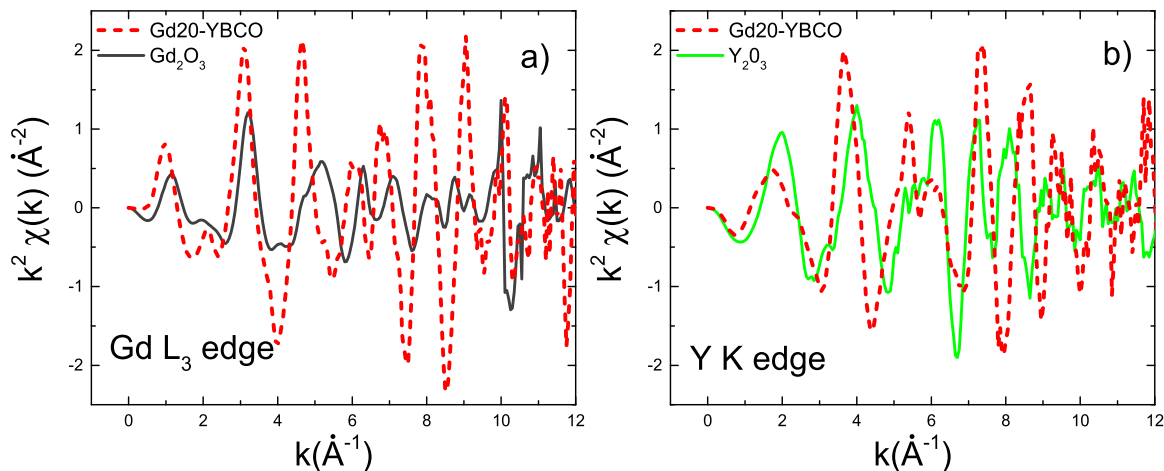 Gd20-YBCO
Gd₂O₃
a)
k² χ(k) (Å⁻²)
2
1
0
-1
-2
Gd L₃ edge
0 2 4 6 8 10 12
k(Å⁻¹)
Gd20-YBCO
Y₂0₃
b)
k² χ(k) (Å⁻²)
2
1
0
-1
-2
Y K edge
0 2 4 6 8 10 12
k(Å⁻¹)